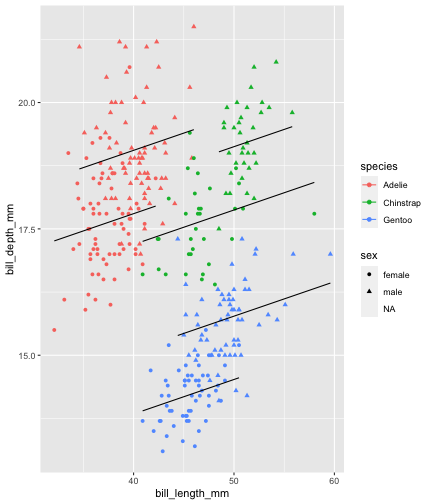 20.0
17.5
15.0
bill_depth_mm
40
50
60
bill_length_mm
species
Adelie
Chinstrap
Gentoo
sex
female
male
NA